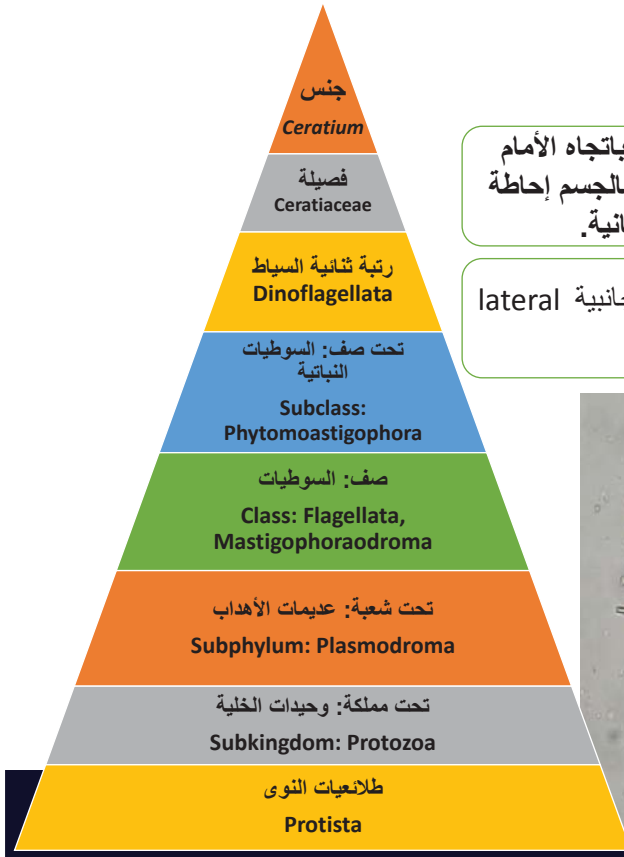 جنس
Ceratium
فصيلة
Ceratiaceae
رتبة ثنائية السياط
Dinoflagellata
تحت صف: السوطيات
النباتية
Subclass:
Phytomoastigophora
صف: السوطيات
Class: Flagellata,
Mastigophoraodroma
تحت شعبة: عديمات الأهداب
Subphylum: Plasmodroma
تحت مملكة: وحيدات الخلية
Subkingdom: Protozoa
طلائعيات النوى
Protista
باتجاه الأمام
بالجسم إحاطة
lateral